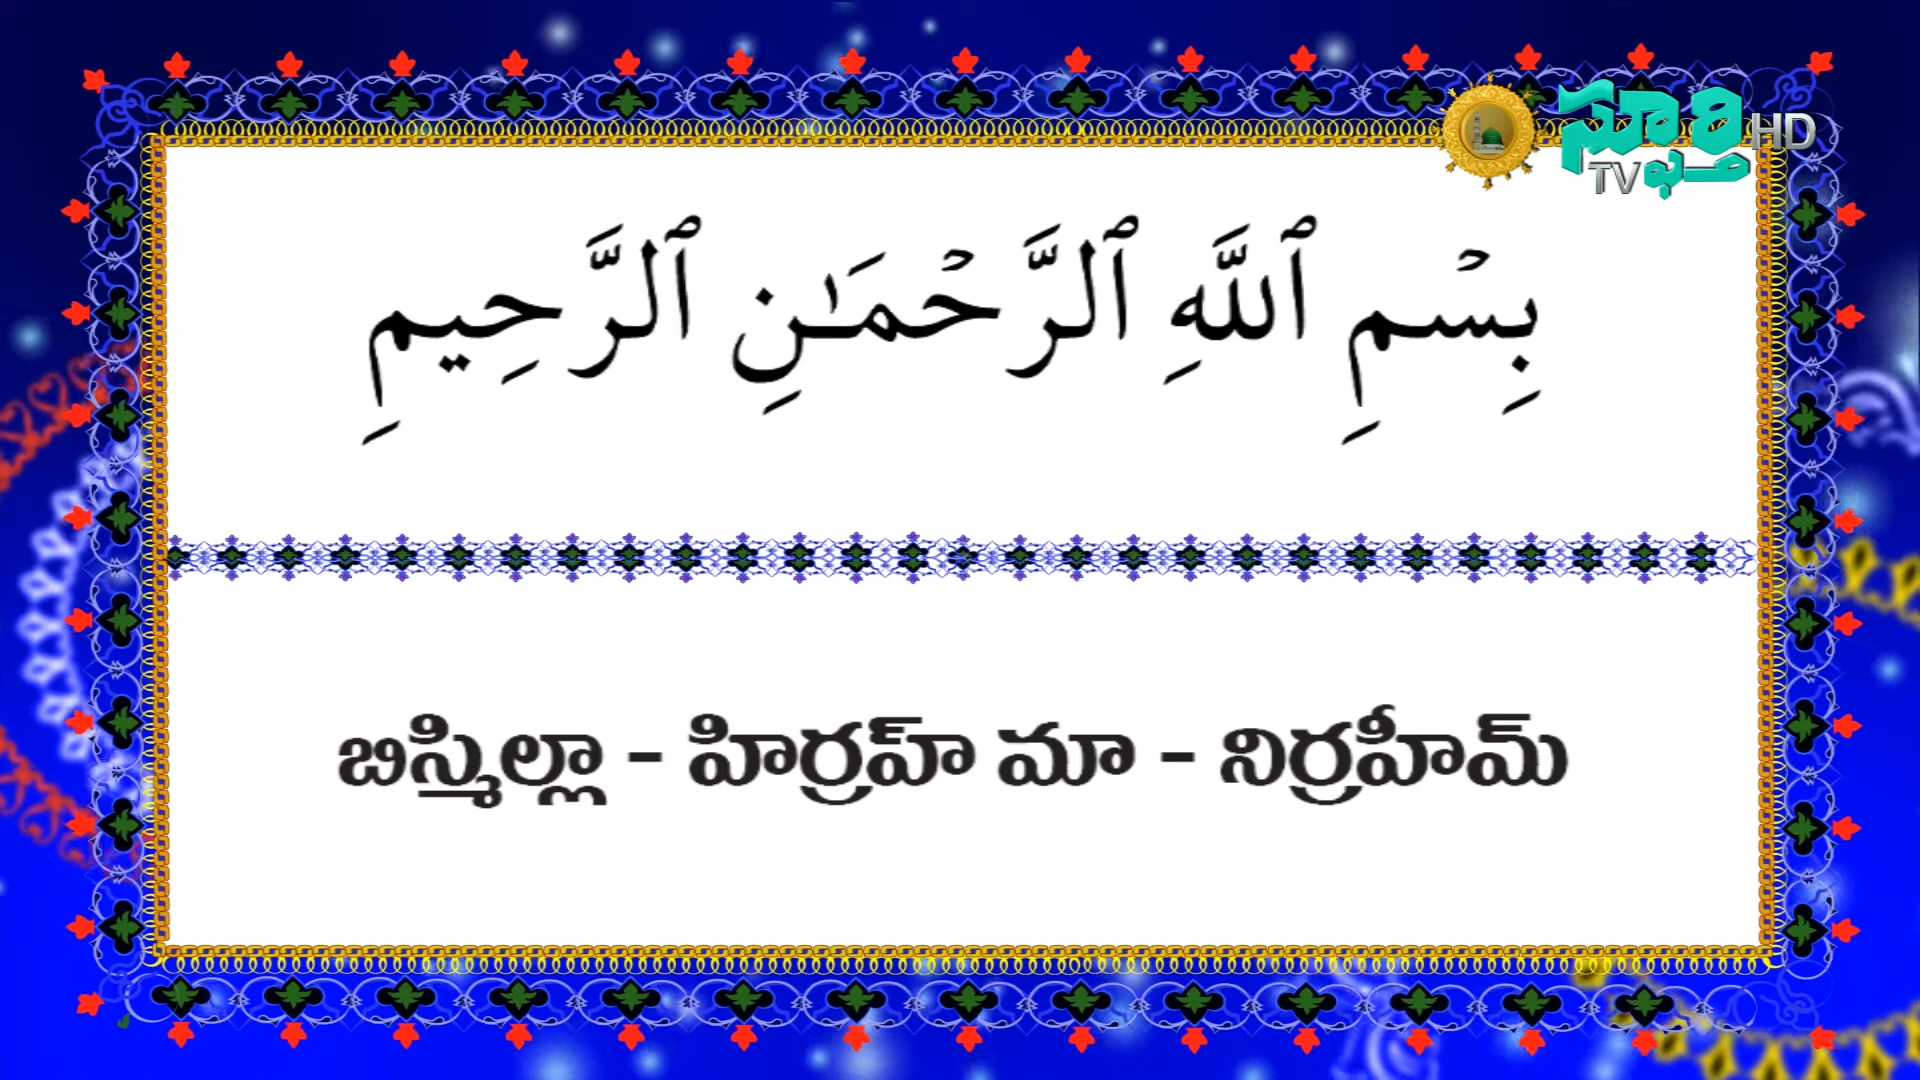 స్ఫూర్తి HD
TV
بِسْمِ ٱللَّهِ ٱلرَّحْمَـٰنِ ٱلرَّحِيمِ
బిస్మిల్లా - హిర్రహ్ మా - నిర్రహీమ్